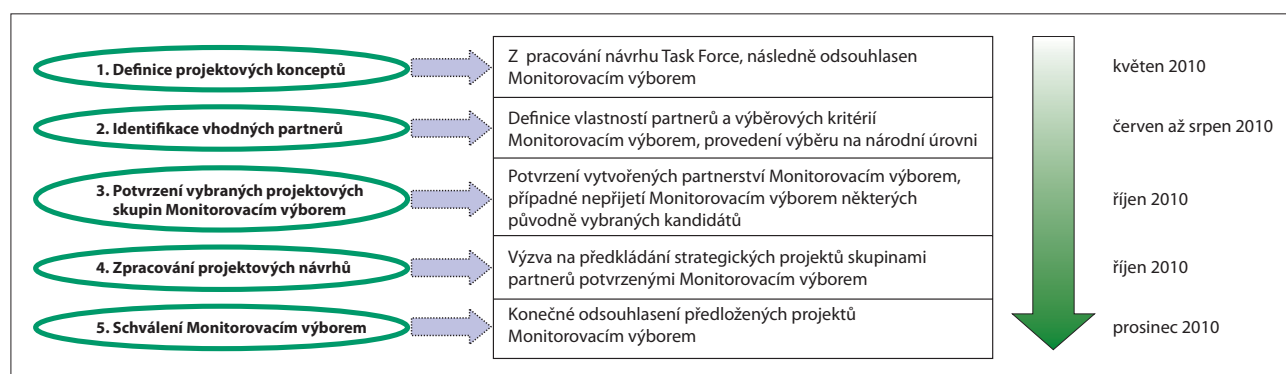 1. Definice projektových konceptů
Z pracování návrhu Task Force, následně odsouhlasen
Monitorovacím výborem
květen 2010
2. Identifikace vhodných partnerů
Definice vlastností partnerů a výběrových kritérií
Monitorovacím výborem, provedení výběru na národní úrovni
červen až srpen 2010
3. Potvrzení vybraných projektových
skupin Monitorovacím výborem
Potvrzení vytvořených partnerství Monitorovacím výborem,
případné nepřijetí Monitorovacím výborem některých
původně vybraných kandidátů
říjen 2010
4. Zpracování projektových návrhů
Výzva na předkládání strategických projektů skupinami
partnerů potvrzenými Monitorovacím výborem
říjen 2010
5. Schválení Monitorovacím výborem
Konečné odsouhlasení předložených projektů
Monitorovacím výborem
prosinec 2010